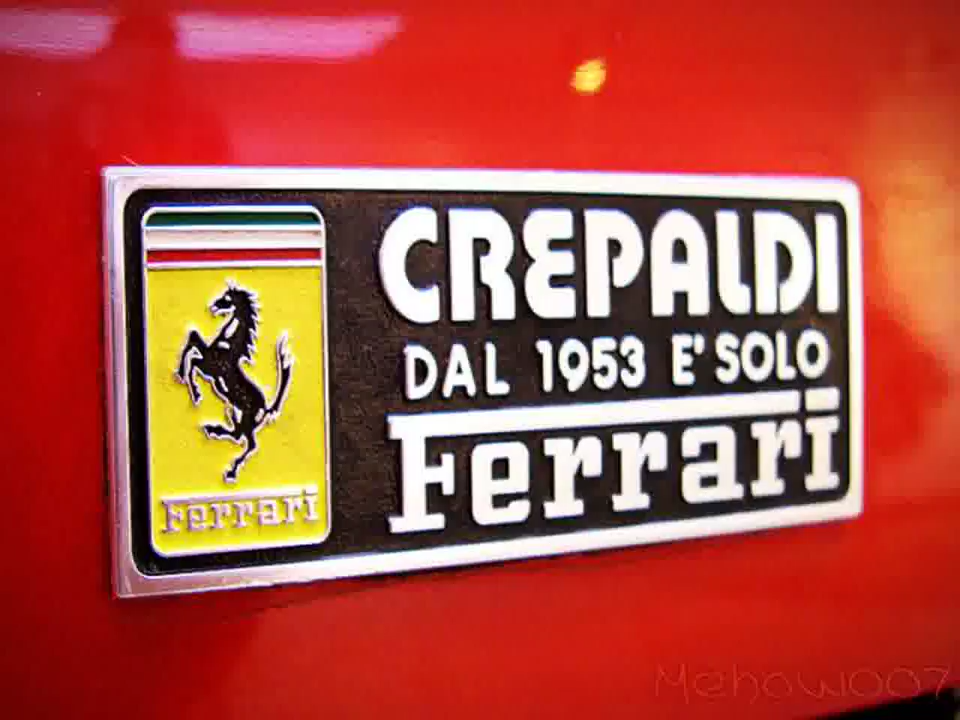 CREPALDI
DAL 1953 E' SOLO
Ferrari
Ferrari
Mehow007